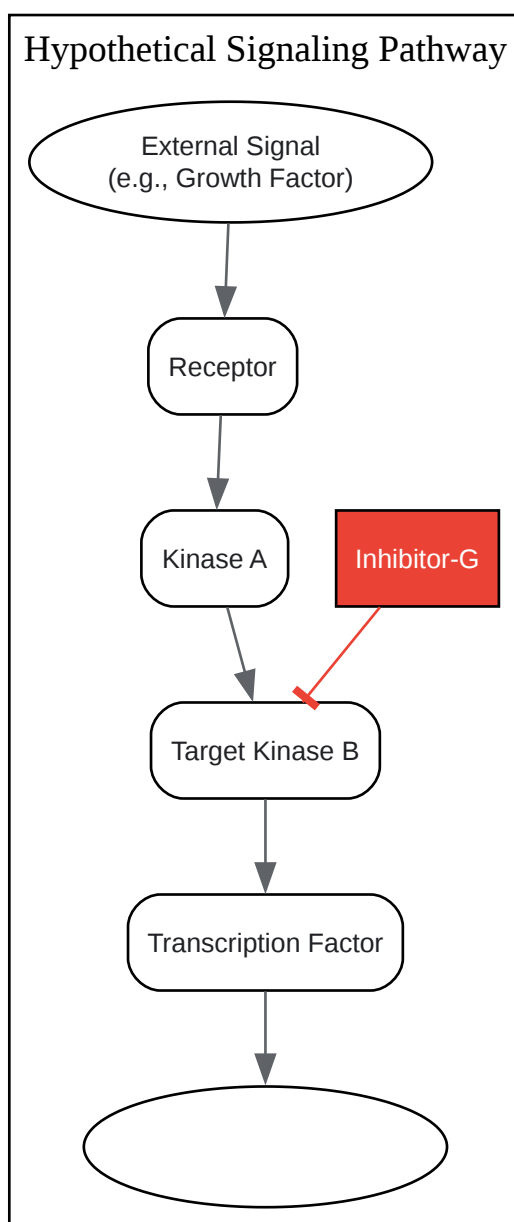 Hypothetical Signaling Pathway
External Signal
(e.g., Growth Factor)
Receptor
Kinase A
Inhibitor-G
Target Kinase B
Transcription Factor